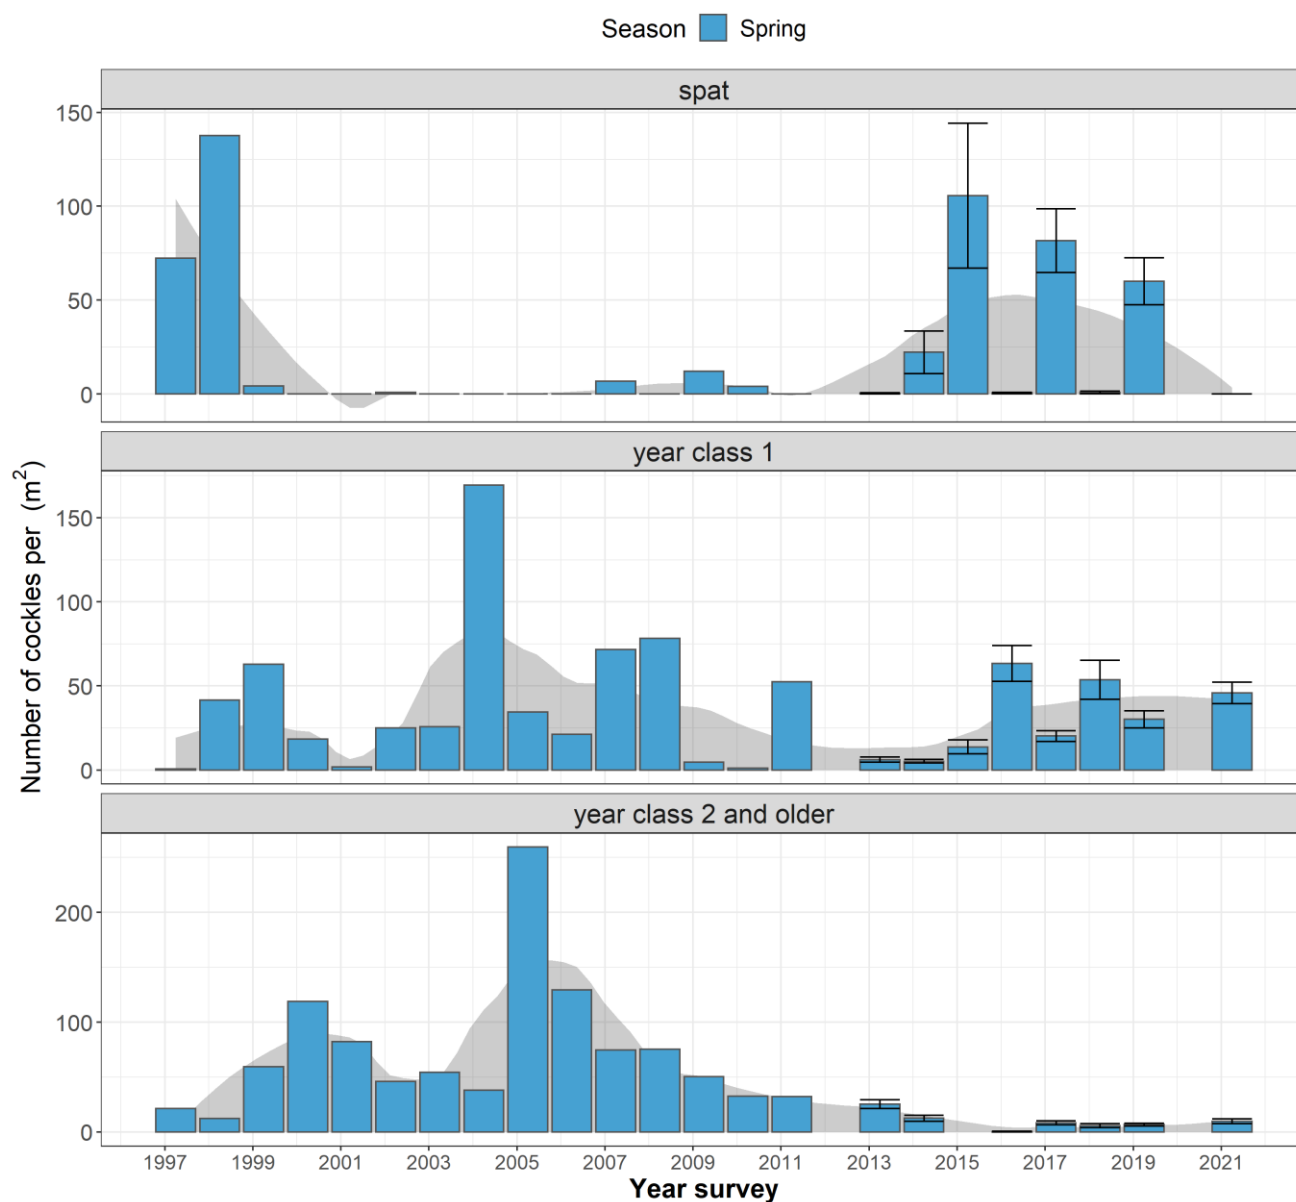 Season Spring
spat
150
100
50
0
year class 1
150
100
50
0
Number of cockles per (m²)
year class 2 and older
200
100
0
1997 1999 2001 2003 2005 2007 2009 2011 2013 2015 2017 2019 2021
Year survey